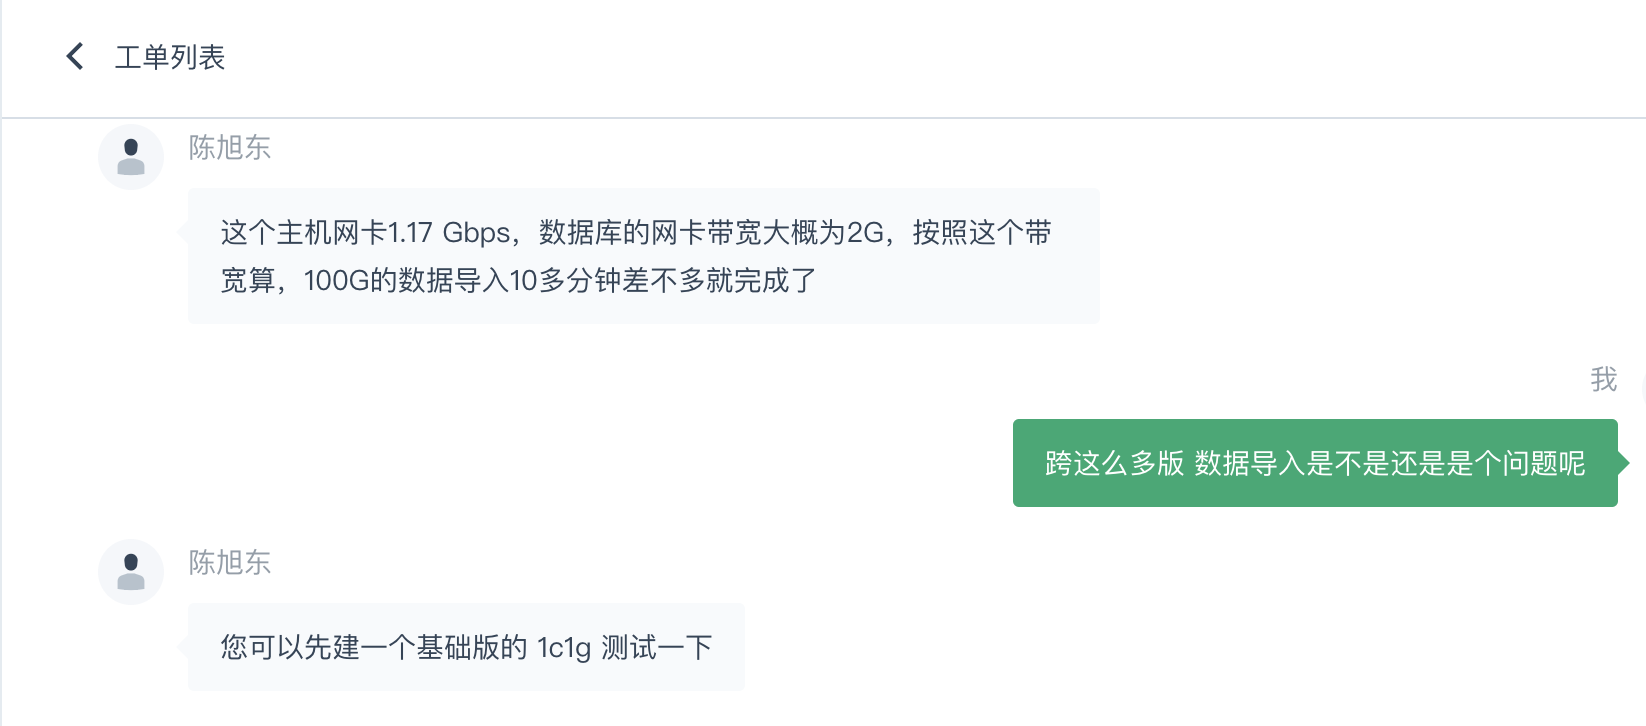 工单列表
陈旭东
这个主机网卡1.17 Gbps，数据库的网卡带宽大概为2G，按照这个带
宽算，100G的数据导入10多分钟差不多就完成了
我
跨这么多版 数据导入是不是还是是个问题呢
陈旭东
您可以先建一个基础版的 1c1g 测试一下